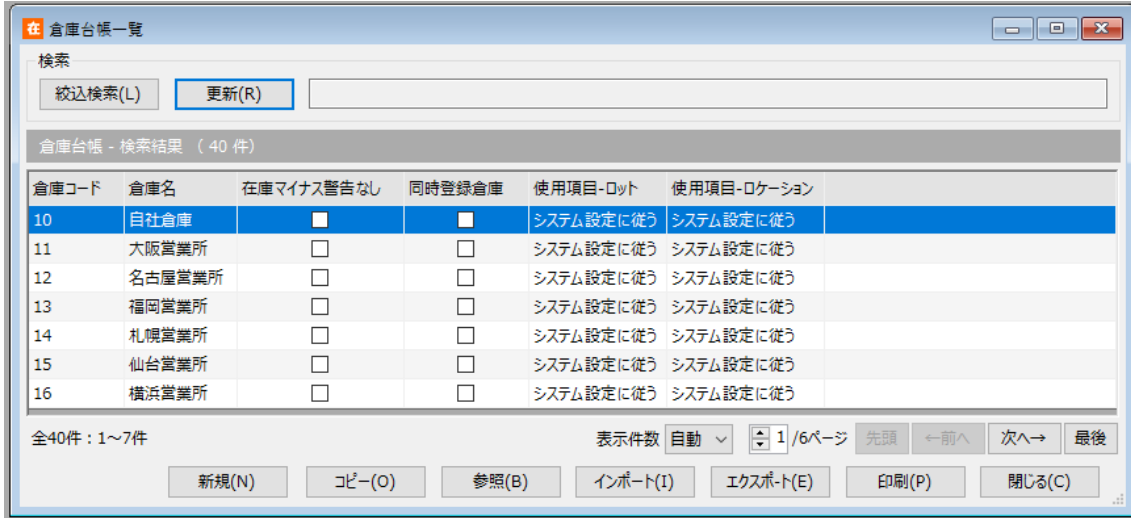 在 倉庫台帳一覧
検索
絞込検索(L) 更新(R)
倉庫台帳 - 検索結果 ( 40 件)
倉庫コード 倉庫名 在庫マイナス警告なし 同時登録倉庫 使用項目-ロット 使用項目-ロケーション
10 自社倉庫 システム設定に従う システム設定に従う
11 大阪営業所 システム設定に従う システム設定に従う
12 名古屋営業所 システム設定に従う システム設定に従う
13 福岡営業所 システム設定に従う システム設定に従う
14 札幌営業所 システム設定に従う システム設定に従う
15 仙台営業所 システム設定に従う システム設定に従う
16 横浜営業所 システム設定に従う システム設定に従う
全40件:1~7件 表示件数 自動 1 /6ページ 先頭 ←前へ 次へ→ 最後
新規(N) コピー(O) 参照(B) インポート(I) エクスポート(E) 印刷(P) 閉じる(C)